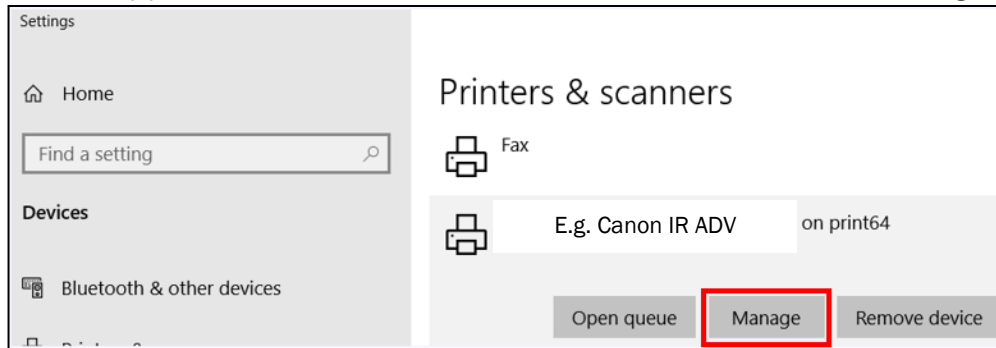 Settings
Home
Find a setting
Devices
Bluetooth & other devices
Printers & scanners
Fax
E.g. Canon IR ADV on print64
Open queue Manage Remove device